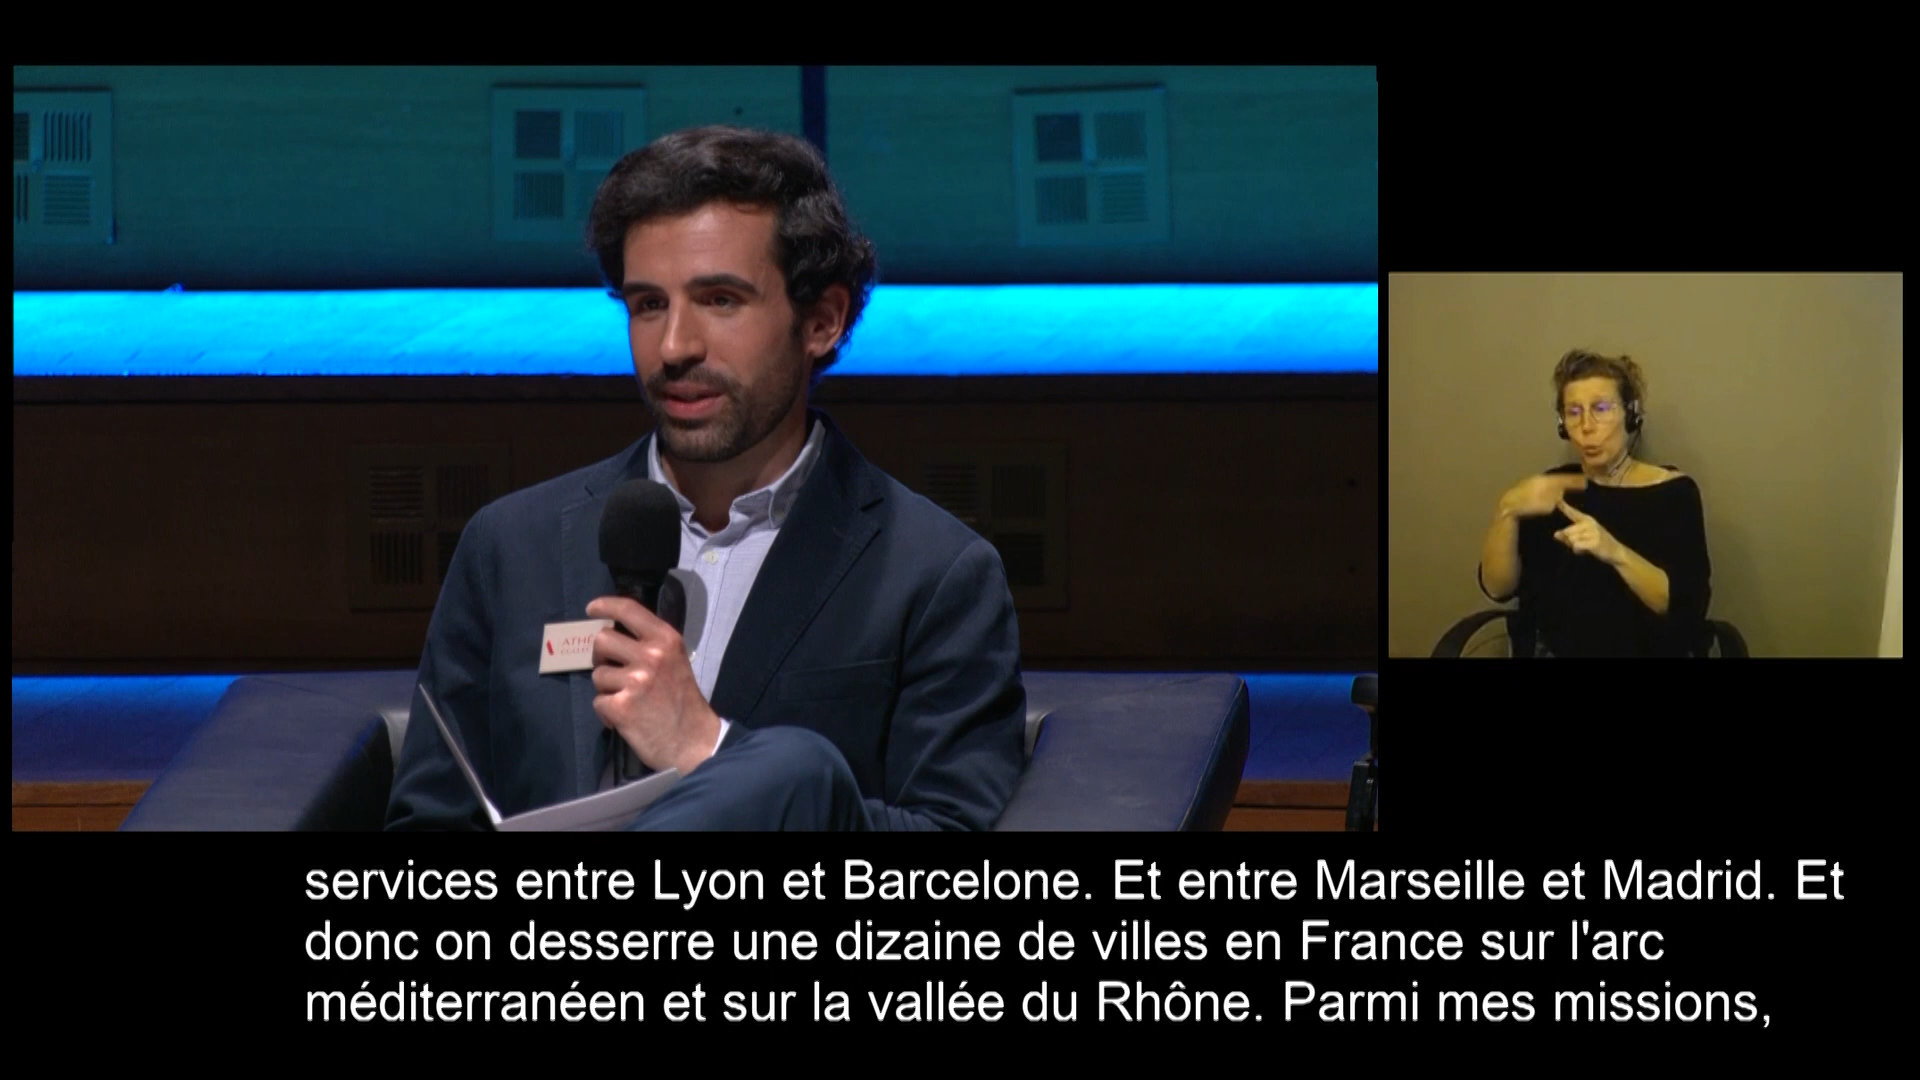 ATHÉ
services entre Lyon et Barcelone. Et entre Marseille et Madrid. Et
donc on desserre une dizaine de villes en France sur l'arc
méditerranéen et sur la vallée du Rhône. Parmi mes missions,